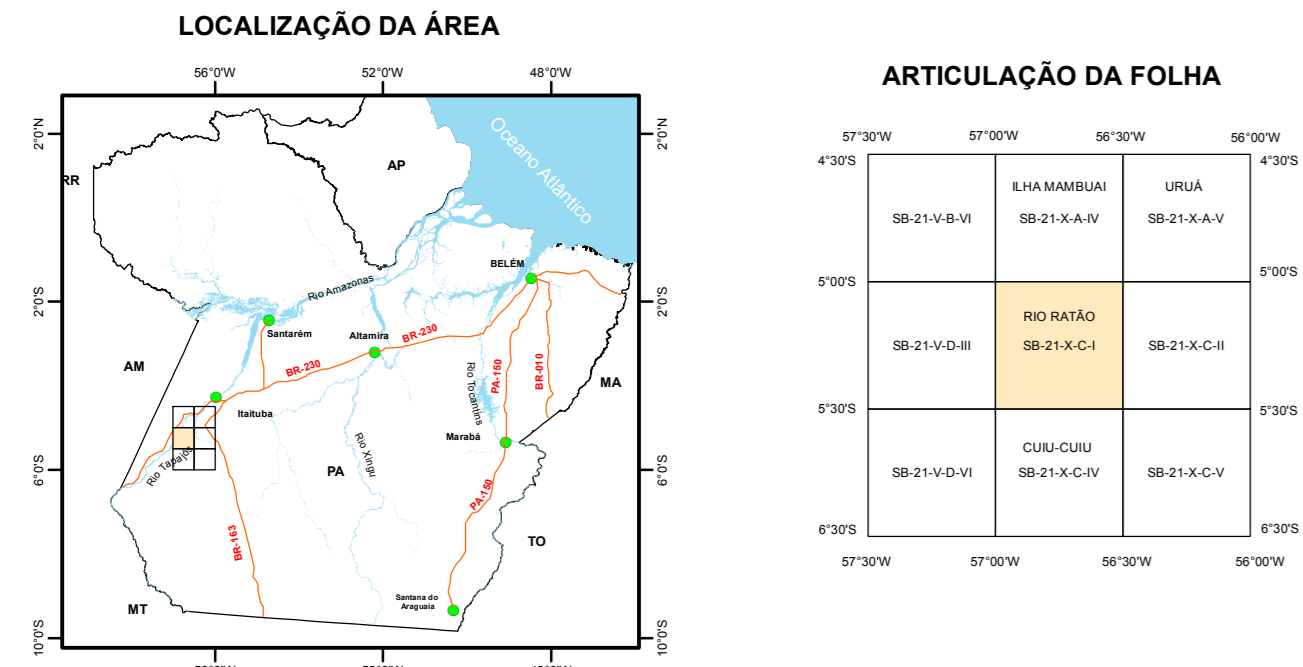 LOCALIZAÇÃO DA ÁREA
56°0'W 52°0'W 48°0'W
2°0'N 2°0'N
RR
AP
Oceano Atlântico
BELÉM
Rio Amazonas
2°0'S 2°0'S
Santarém
Altamira
BR-230
BR-230
AM
PA-150
BR-010
Rio Tocantins
MA
Itaituba
Marabá
Rio Tapajós
Rio Xingu
PA
6°0'S 6°0'S
PA-150
BR-163
TO
Santana do
Araguaia
MT
10°0'S 10°0'S
ARTICULAÇÃO DA FOLHA
57°30'W 57°00'W 56°30'W 56°00'W
4°30'S 4°30'S
ILHA MAMBUAI URUÁ
SB-21-V-B-VI SB-21-X-A-IV SB-21-X-A-V
5°00'S 5°00'S
RIO RATÃO
SB-21-V-D-III SB-21-X-C-I SB-21-X-C-II
5°30'S 5°30'S
CUIU-CUIU
SB-21-V-D-VI SB-21-X-C-IV SB-21-X-C-V
6°30'S 6°30'S
57°30'W 57°00'W 56°30'W 56°00'W